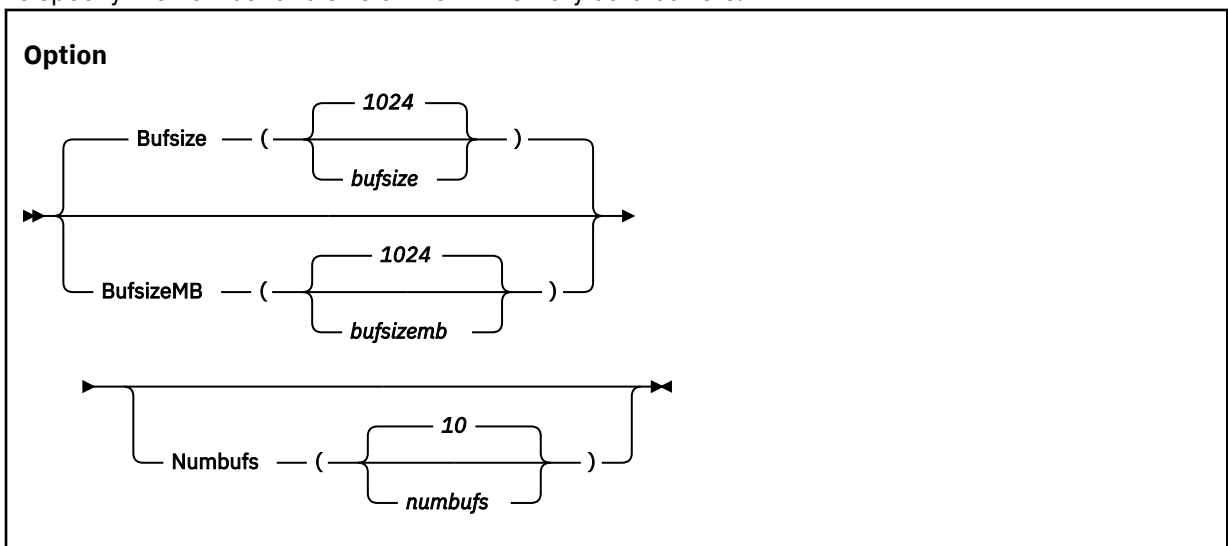 Option
1024
Bufsize ( )
bufsize
1024
BufsizeMB ( )
bufsizemb
10
Numbufs ( )
numbufs